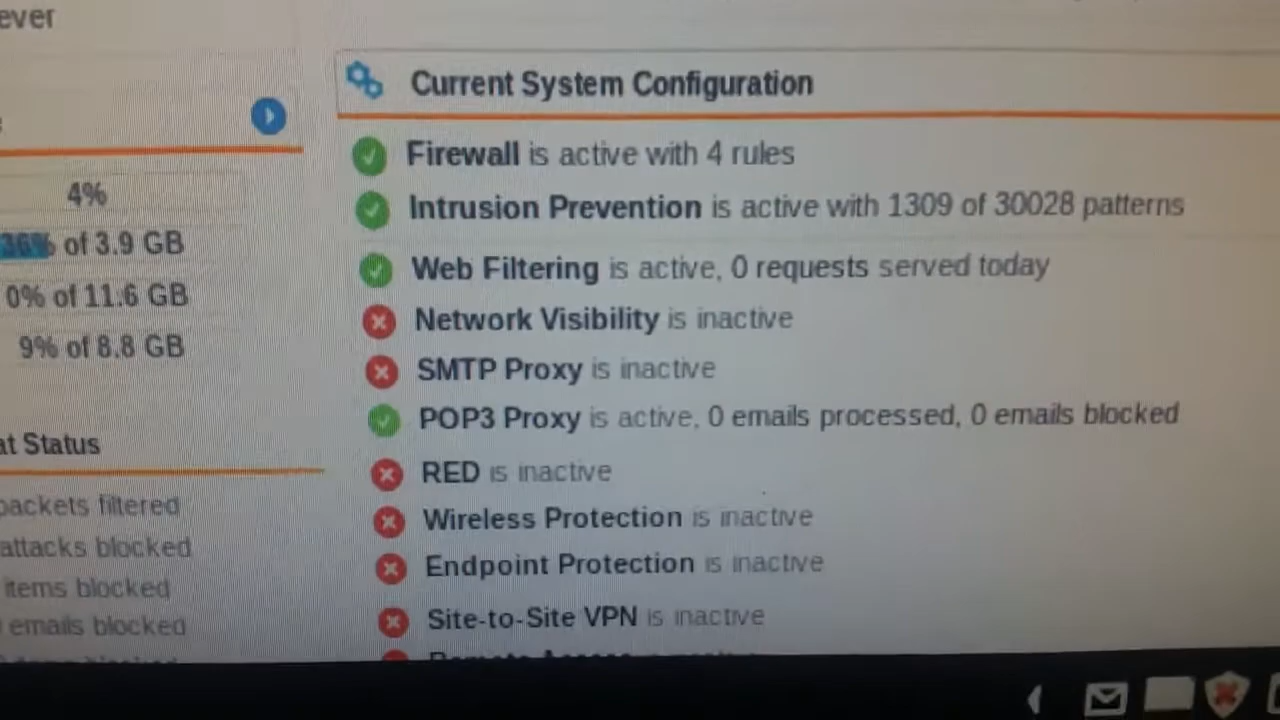 ever
Current System Configuration
Firewall is active with 4 rules
4%
Intrusion Prevention is active with 1309 of 30028 patterns
36% of 3.9 GB
Web Filtering is active, 0 requests served today
0% of 11.6 GB
Network Visibility is inactive
9% of 8.8 GB
SMTP Proxy is inactive
POP3 Proxy is active, 0 emails processed, 0 emails blocked
at Status
RED is inactive
packets filtered
Wireless Protection is inactive
attacks blocked
Endpoint Protection is inactive
items blocked
Site-to-Site VPN is inactive
emails blocked